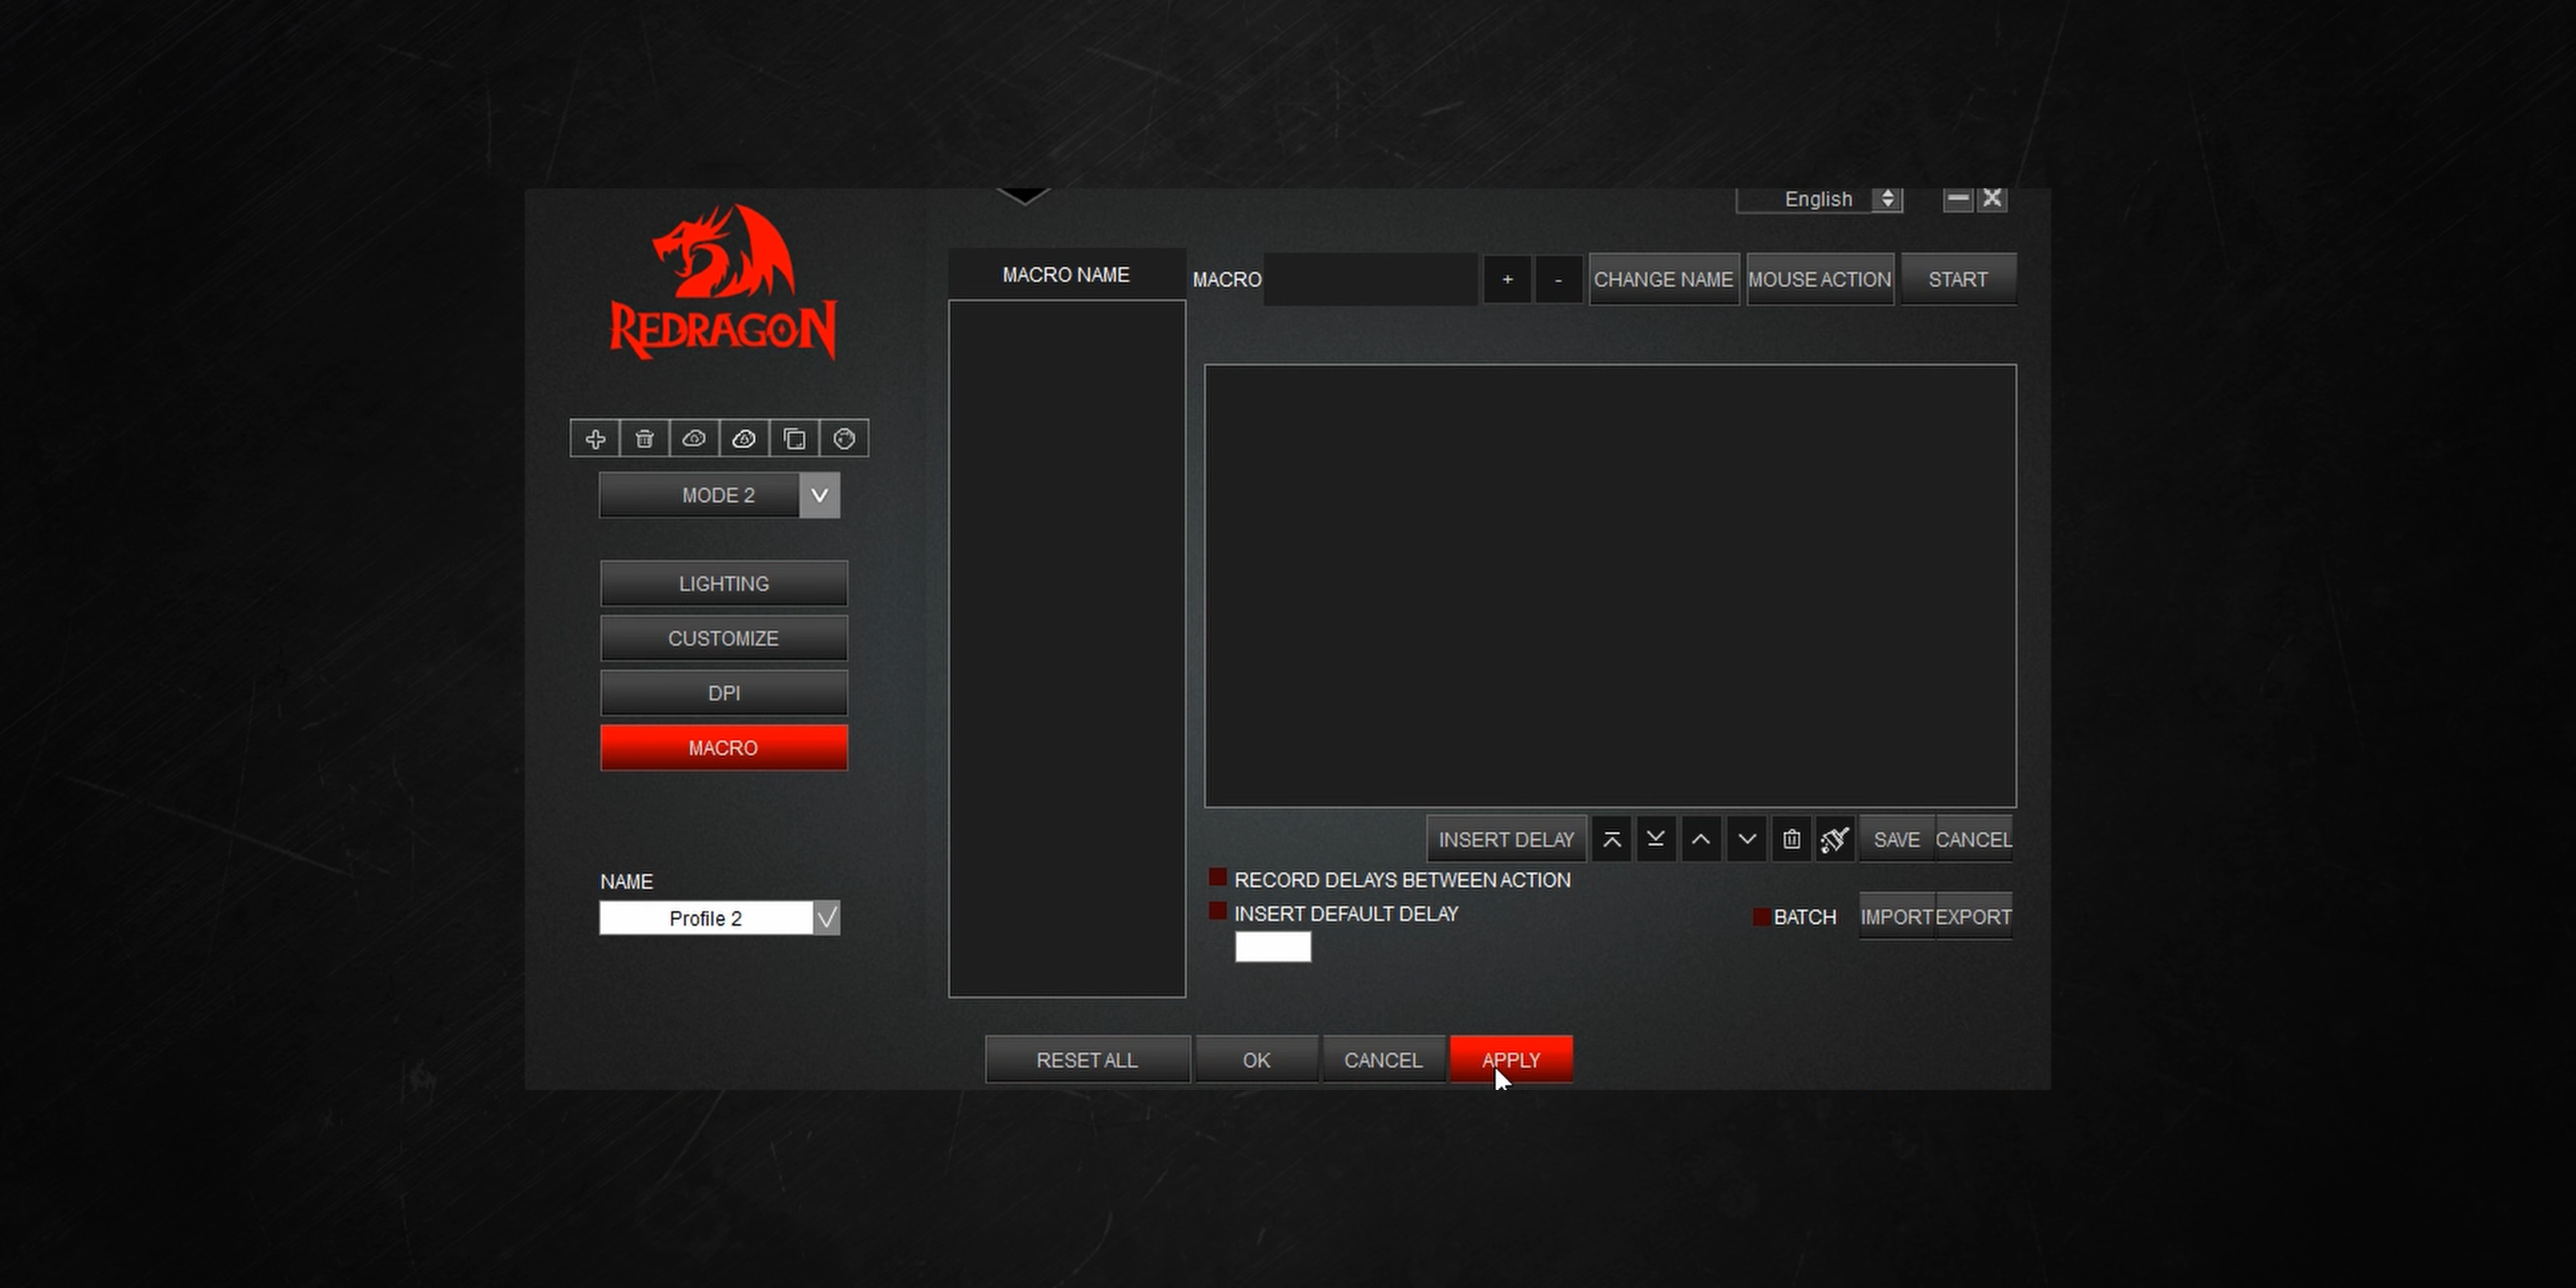 English
REDRAGON
MACRO NAME
MACRO
+
-
CHANGE NAME
MOUSE ACTION
START
MODE 2
LIGHTING
CUSTOMIZE
DPI
MACRO
INSERT DELAY
SAVE
CANCEL
RECORD DELAYS BETWEEN ACTION
INSERT DEFAULT DELAY
BATCH
IMPORT
EXPORT
NAME
Profile 2
RESET ALL
OK
CANCEL
APPLY